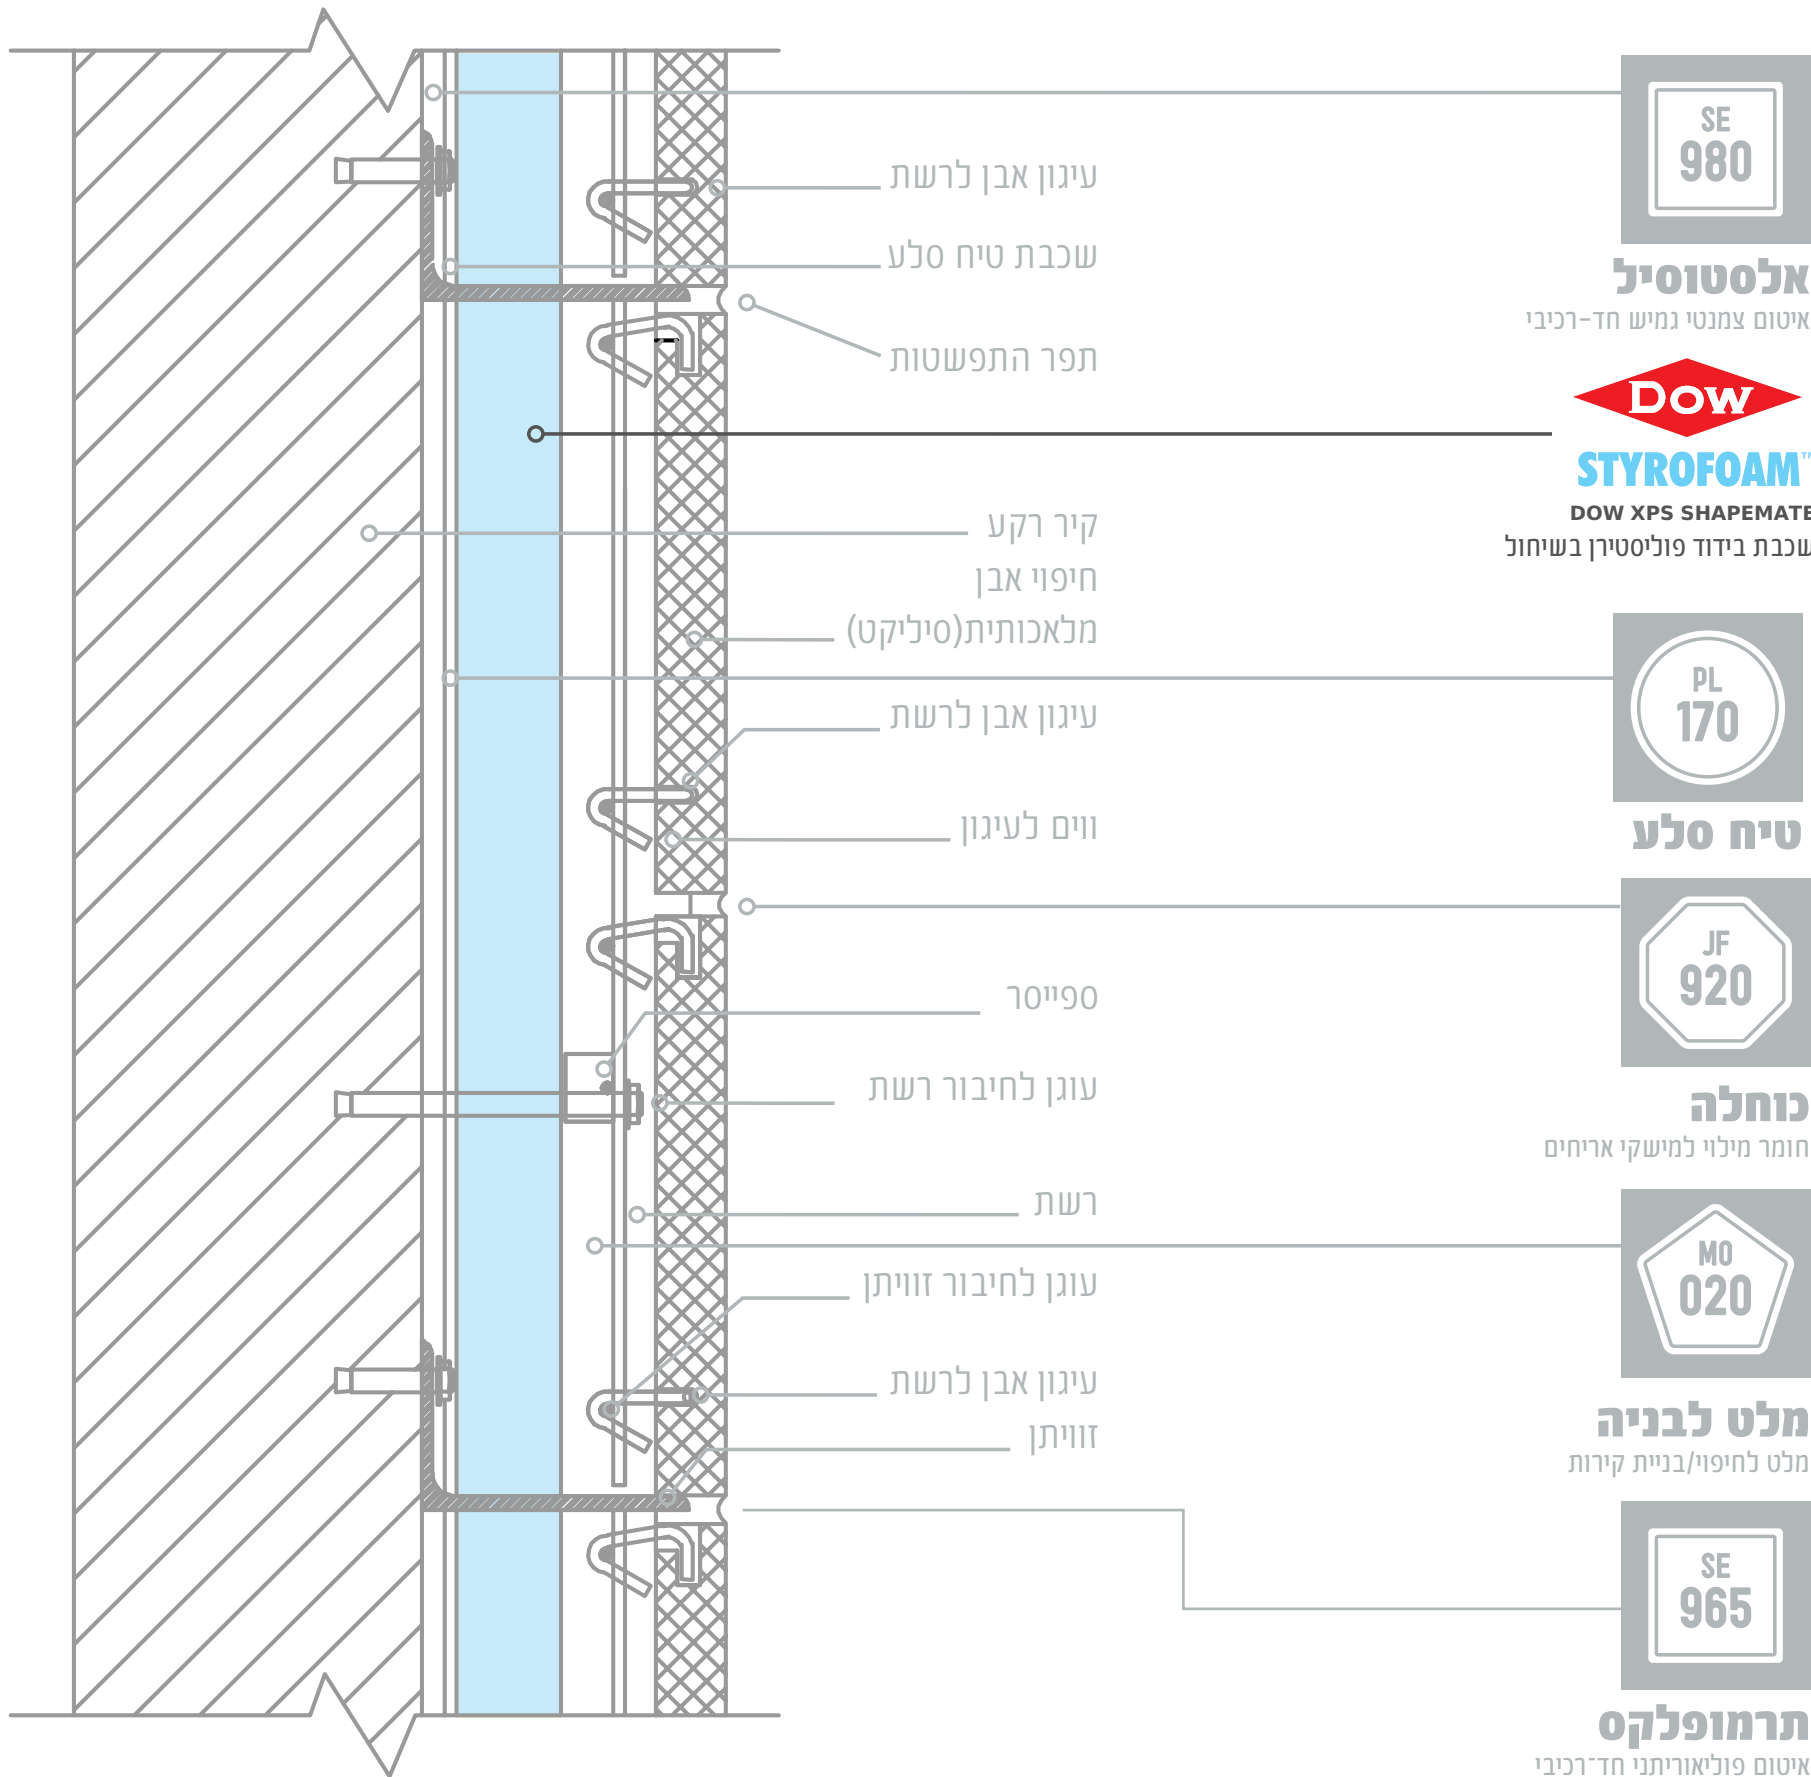 SE
980
אלסטוסיל
איטום צמנטי גמיש חד-רכיבי
עיגון אבן לרשת
שכבת טיח סלע
תפר התפשטות
Dow
STYROFOAM™
DOW XPS SHAPEMATE
שכבת בידוד פוליסטירן בשיחול
קיר רקע
חיפוי אבן
מלאכותית(סיליקט)
PL
170
טיח סלע
עיגון אבן לרשת
ווים לעיגון
JF
920
כוחלה
חומר מילוי למישקי אריחים
ספייסר
עוגן לחיבור רשת
רשת
MO
020
מלט לבניה
מלט לחיפוי/בניית קירות
עוגן לחיבור זוויתן
עיגון אבן לרשת
זוויתן
SE
965
תרמופלקס
איטום פוליאוריתני חד־רכיבי